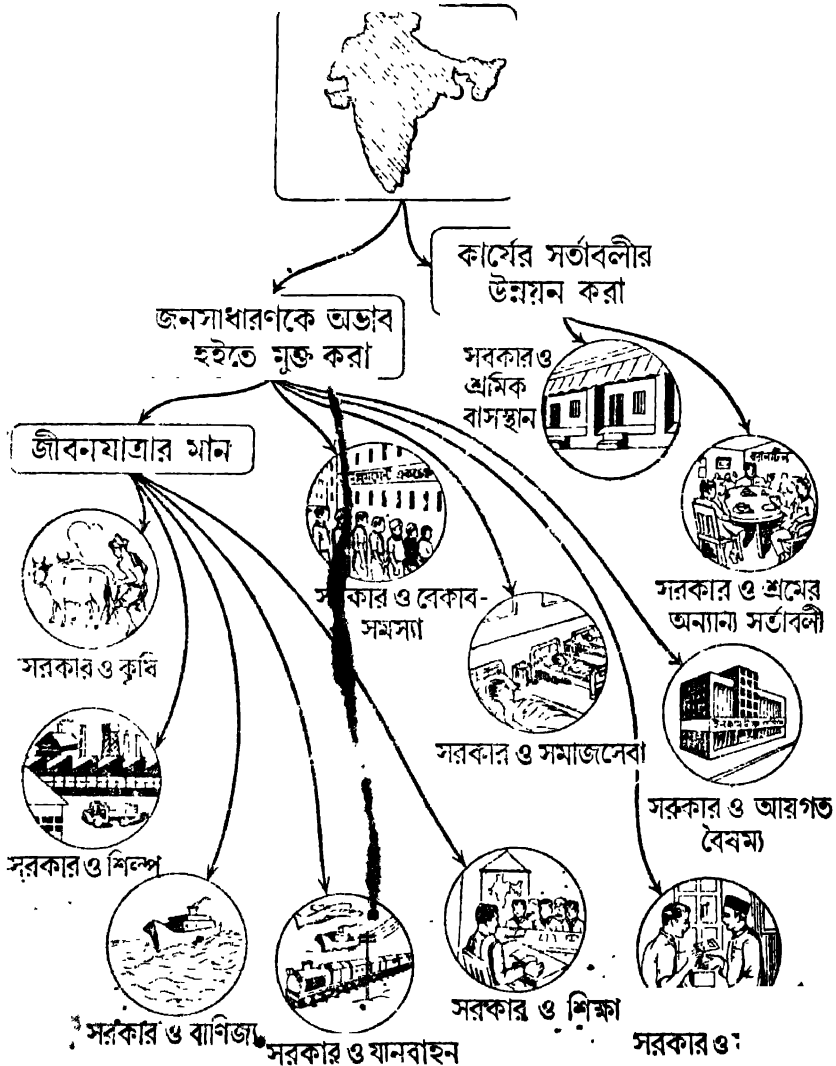 কার্যের সর্তাবলীর
উন্নয়ন করা
জনসাধারণকে অভাব
হইতে মুক্ত করা
সবকার ও
শ্রমিক
বাসস্থান
জীবনযাত্রার মান
সরকার ও শ্রমের
অন্যান্য সর্তাবলী
কার ও বেকাব-
সমস্যা
সরকার ও কৃষি
সরকার ও সমাজসেবা
সরকার ও আয়গত
বৈষম্য
সরকার ও শিল্প
সরকার ও শিক্ষা
সরকার ও বাণিজ্য
সরকার ও যানবাহন
সরকার ও